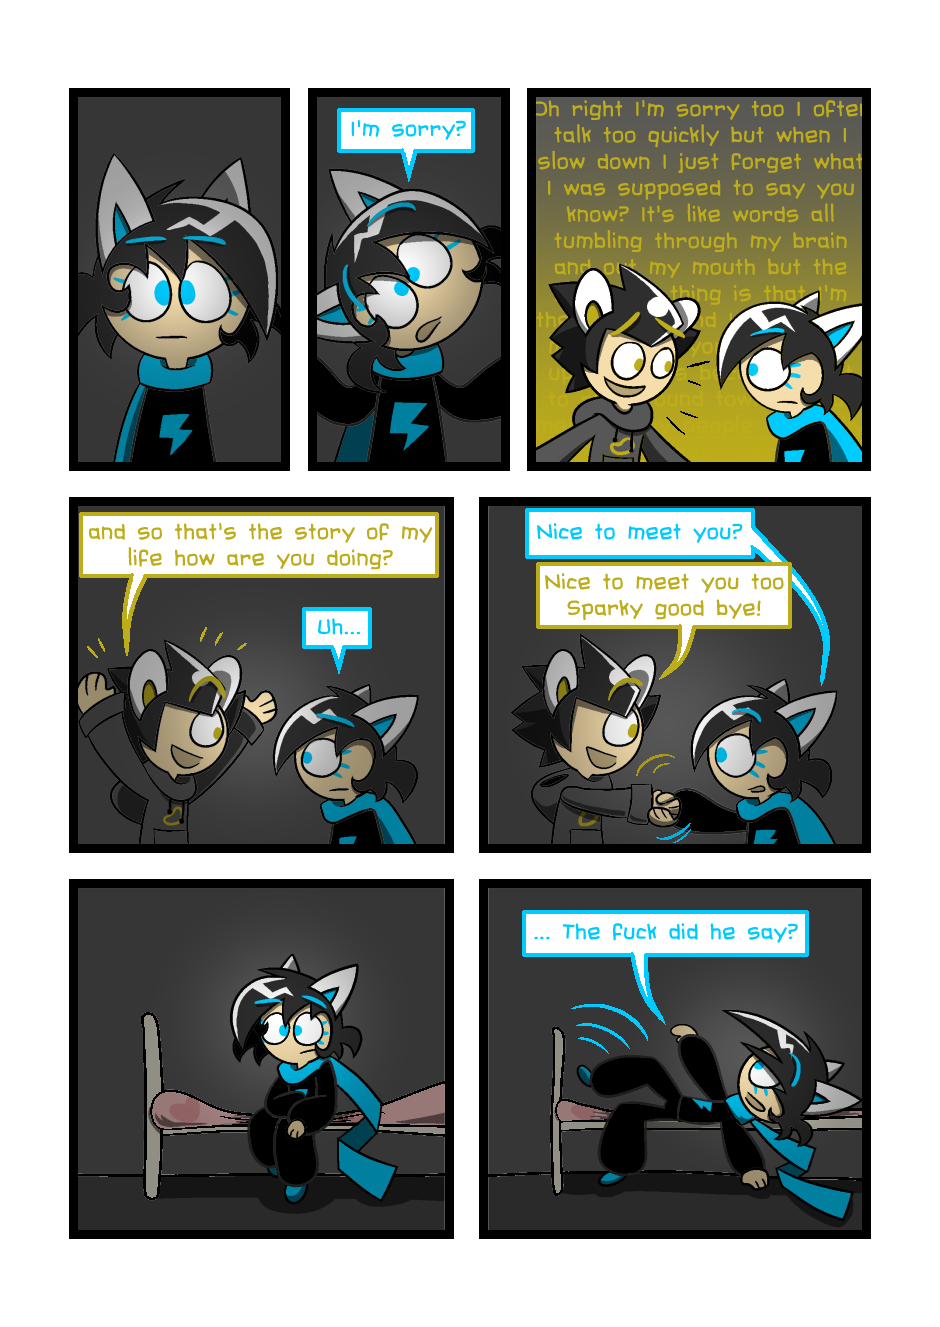 I'm sorry?
Oh right I'm sorry too I often
talk too quickly but when I
slow down I just forget what
I was supposed to say you
know? It's like words all
tumbling through my brain
and out my mouth but the
thing is that I'm
and so that's the story of my
life how are you doing?
Uh...
Nice to meet you?
Nice to meet you too
Sparky good bye!
... The fuck did he say?